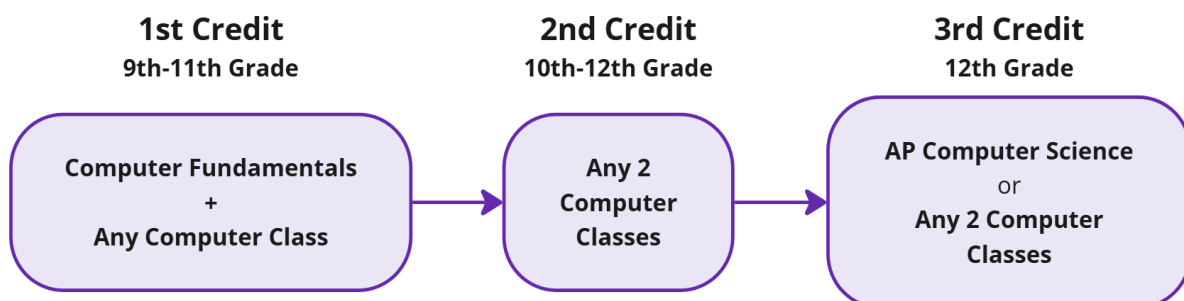 1st Credit
9th-11th Grade
Computer Fundamentals
+
Any Computer Class
2nd Credit
10th-12th Grade
Any 2
Computer
Classes
3rd Credit
12th Grade
AP Computer Science
or
Any 2 Computer
Classes